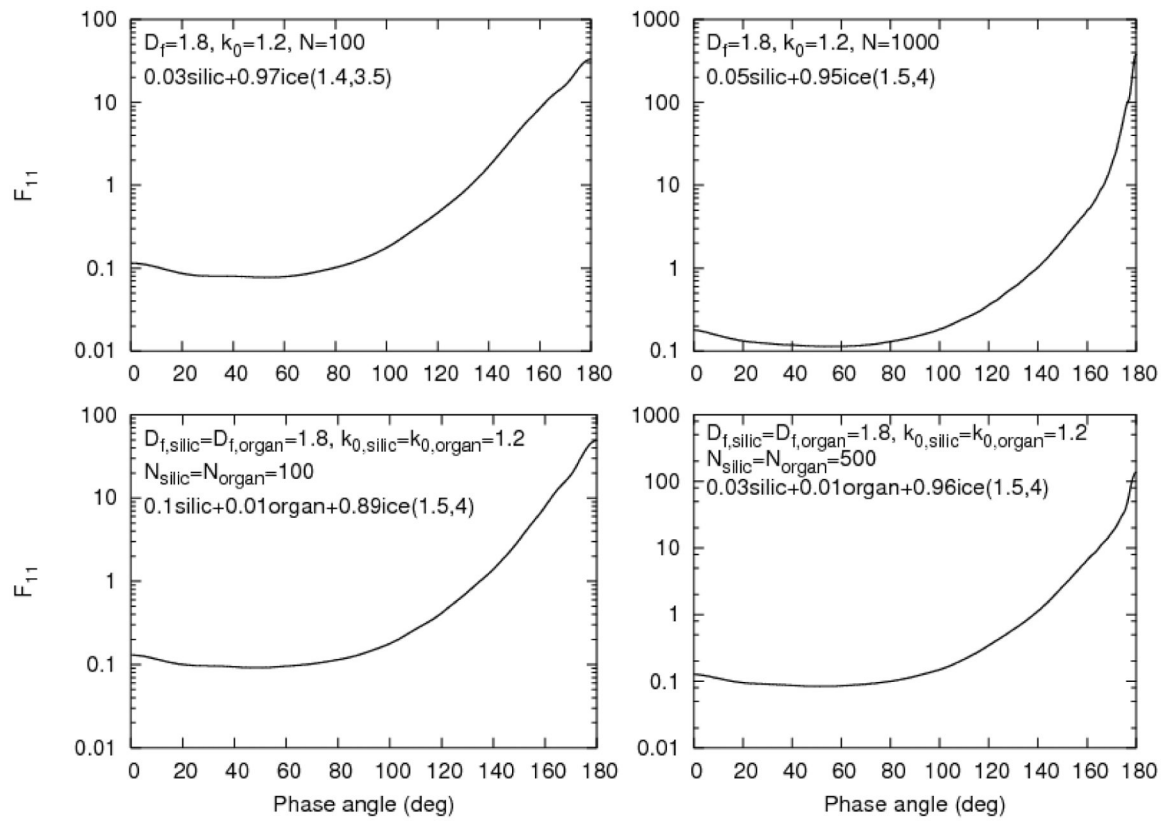 100
10
1
0.1
0.01
F11
D_f=1.8, k_0=1.2, N=100
0.03silic+0.97ice(1.4,3.5)
0 20 40 60 80 100 120 140 160 180
1000
100
10
1
0.1
D_f=1.8, k_0=1.2, N=1000
0.05silic+0.95ice(1.5,4)
0 20 40 60 80 100 120 140 160 180
100
10
1
0.1
0.01
F11
D_f,silic=D_f,organ=1.8, k_0,silic=k_0,organ=1.2
N_silic=N_organ=100
0.1silic+0.01organ+0.89ice(1.5,4)
0 20 40 60 80 100 120 140 160 180
Phase angle (deg)
1000
100
10
1
0.1
0.01
D_f,silic=D_f,organ=1.8, k_0,silic=k_0,organ=1.2
N_silic=N_organ=500
0.03silic+0.01organ+0.96ice(1.5,4)
0 20 40 60 80 100 120 140 160 180
Phase angle (deg)